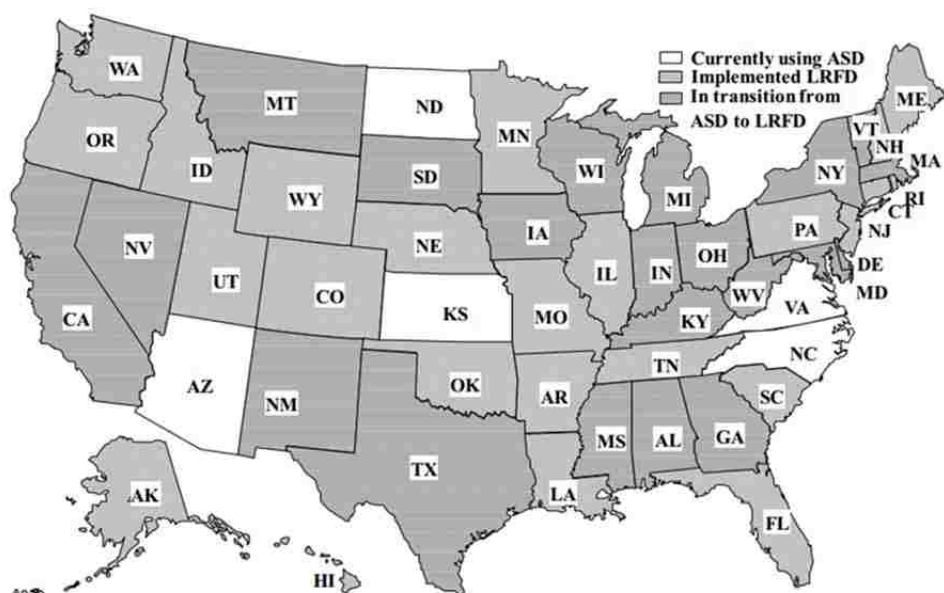 Currently using ASD
Implemented LRFD
In transition from
ASD to LRFD
WA
MT
ND
MN
ME
VT
NH
MA
OR
ID
WY
SD
WI
MI
NY
RI
CT
NV
UT
CO
NE
IA
IL
IN
OH
PA
NJ
DE
MD
CA
KS
MO
KY
WV
VA
AZ
NM
OK
AR
TN
NC
SC
TX
LA
MS
AL
GA
FL
AK
HI